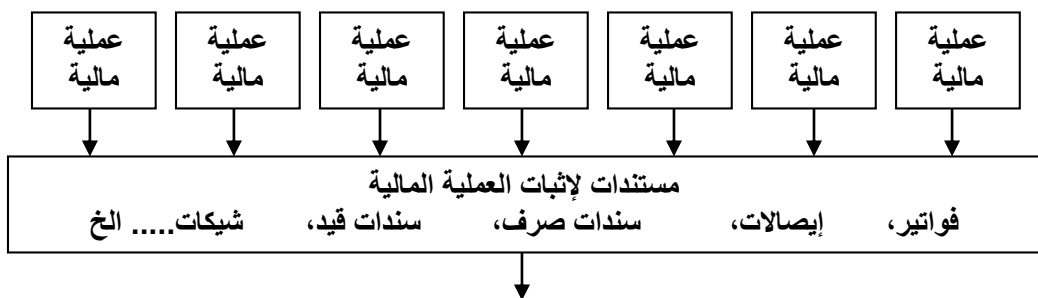 عملية
مالية
عملية
مالية
عملية
مالية
عملية
مالية
عملية
مالية
عملية
مالية
عملية
مالية
مستندات لإثبات العملية المالية
فواتير، إيصالات، سندات صرف، سندات قيد، شيكات..... الخ